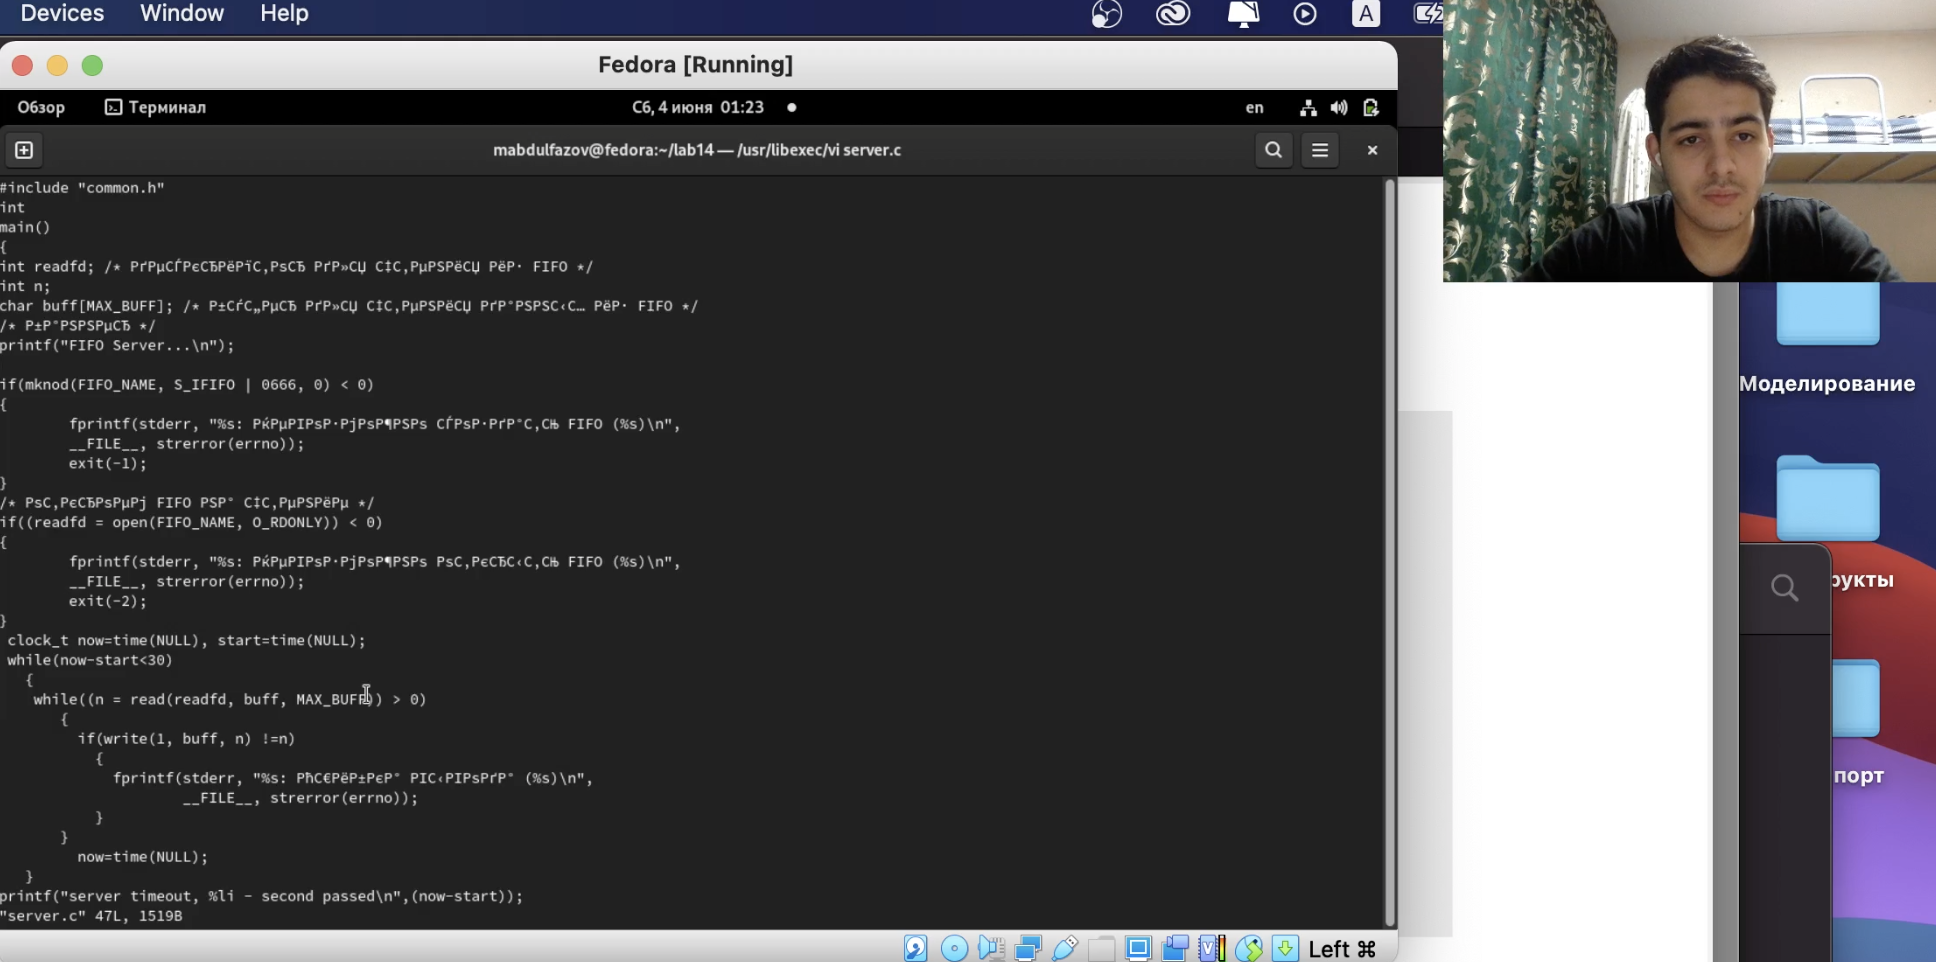 Devices Window Help
A
Fedora [Running]
Обзор Терминал Сб, 4 июня 01:23 en
mabdulfazov@fedora:~/lab14 — /usr/libexec/vi server.c
#include "common.h"
int
main()
{
int readfd; /* РґРµСЃРєСЂРёРїС‚РѕСЂ РґР»СЏ С‡С‚РµРЅРёСЏ РёР· FIFO */
int n;
char buff[MAX_BUFF]; /* Р±СѓС„РµСЂ РґР»СЏ С‡С‚РµРЅРёСЏ РґР°РЅРЅС‹С… РёР· FIFO */
/* Р±Р°РЅРЅРµСЂ */
printf("FIFO Server...\n");
if(mknod(FIFO_NAME, S_IFIFO | 0666, 0) < 0)
{
fprintf(stderr, "%s: РќРµРІРѕР·РјРѕР¶РЅРѕ СЃРѕР·РґР°С‚СЊ FIFO (%s)\n",
__FILE__, strerror(errno));
exit(-1);
}
/* РѕС‚РєСЂРѕРµРј FIFO РЅР° С‡С‚РµРЅРёРµ */
if((readfd = open(FIFO_NAME, O_RDONLY)) < 0)
{
fprintf(stderr, "%s: РќРµРІРѕР·РјРѕР¶РЅРѕ РѕС‚РєСЂС‹С‚СЊ FIFO (%s)\n",
__FILE__, strerror(errno));
exit(-2);
}
clock_t now=time(NULL), start=time(NULL);
while(now-start<30)
{
while((n = read(readfd, buff, MAX_BUFF)) > 0)
{
if(write(1, buff, n) !=n)
{
fprintf(stderr, "%s: РћС€РёР±РєР° РІС‹РІРѕРґР° (%s)\n",
__FILE__, strerror(errno));
}
}
now=time(NULL);
}
printf("server timeout, %li - second passed\n",(now-start));
"server.c" 47L, 1519B
Left ⌘
Моделирование
рукты
порт